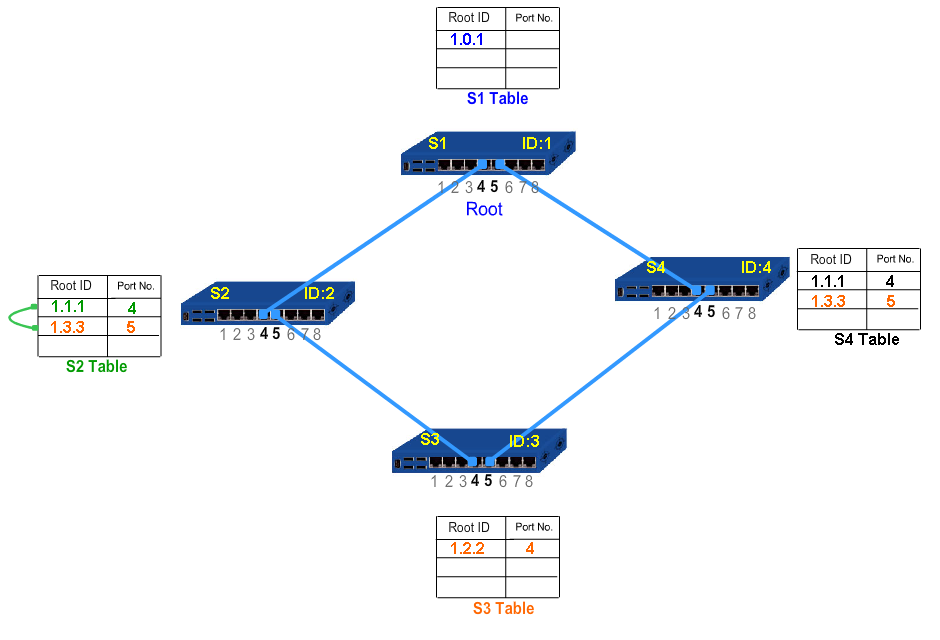 Root ID Port No.
1.0.1
S1 Table
S1 ID:1
1 2 3 4 5 6 7 8
Root
S4 ID:4
1 2 3 4 5 6 7 8
Root ID Port No.
1.1.1 4
1.3.3 5
S4 Table
Root ID Port No.
1.1.1 4
1.3.3 5
S2 Table
S2 ID:2
1 2 3 4 5 6 7 8
S3 ID:3
1 2 3 4 5 6 7 8
Root ID Port No.
1.2.2 4
S3 Table